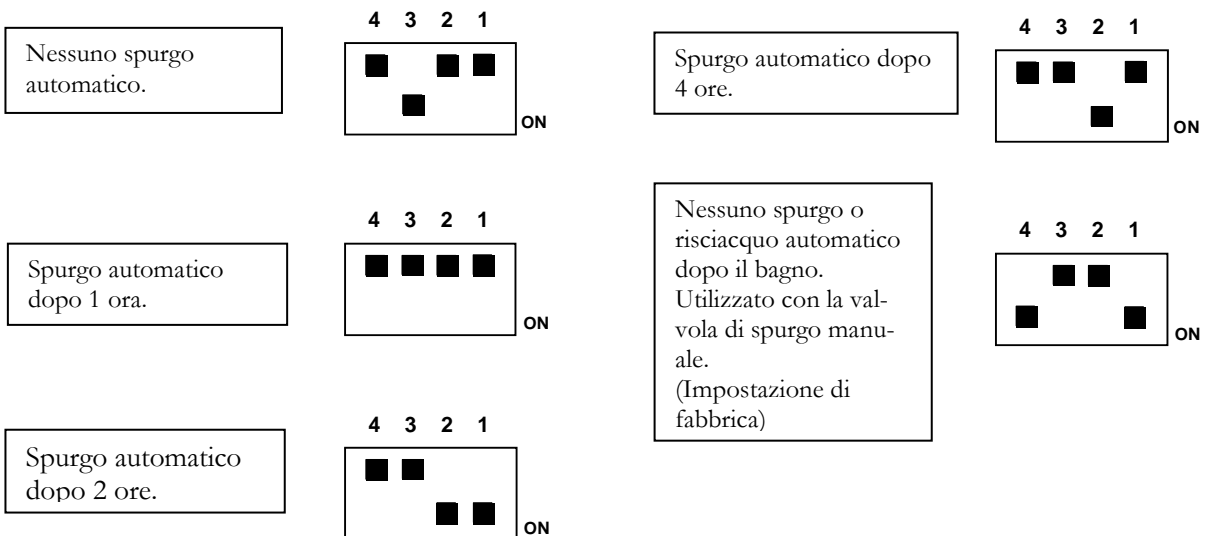 4 3 2 1
Nessuno spurgo
automatico.
ON
4 3 2 1
Spurgo automatico
dopo 1 ora.
ON
4 3 2 1
Spurgo automatico
dopo 2 ore.
ON
4 3 2 1
Spurgo automatico dopo
4 ore.
ON
Nessuno spurgo o
risciacquo automatico
dopo il bagno.
Utilizzato con la val-
vola di spurgo manu-
ale.
(Impostazione di
fabbrica)
4 3 2 1
ON